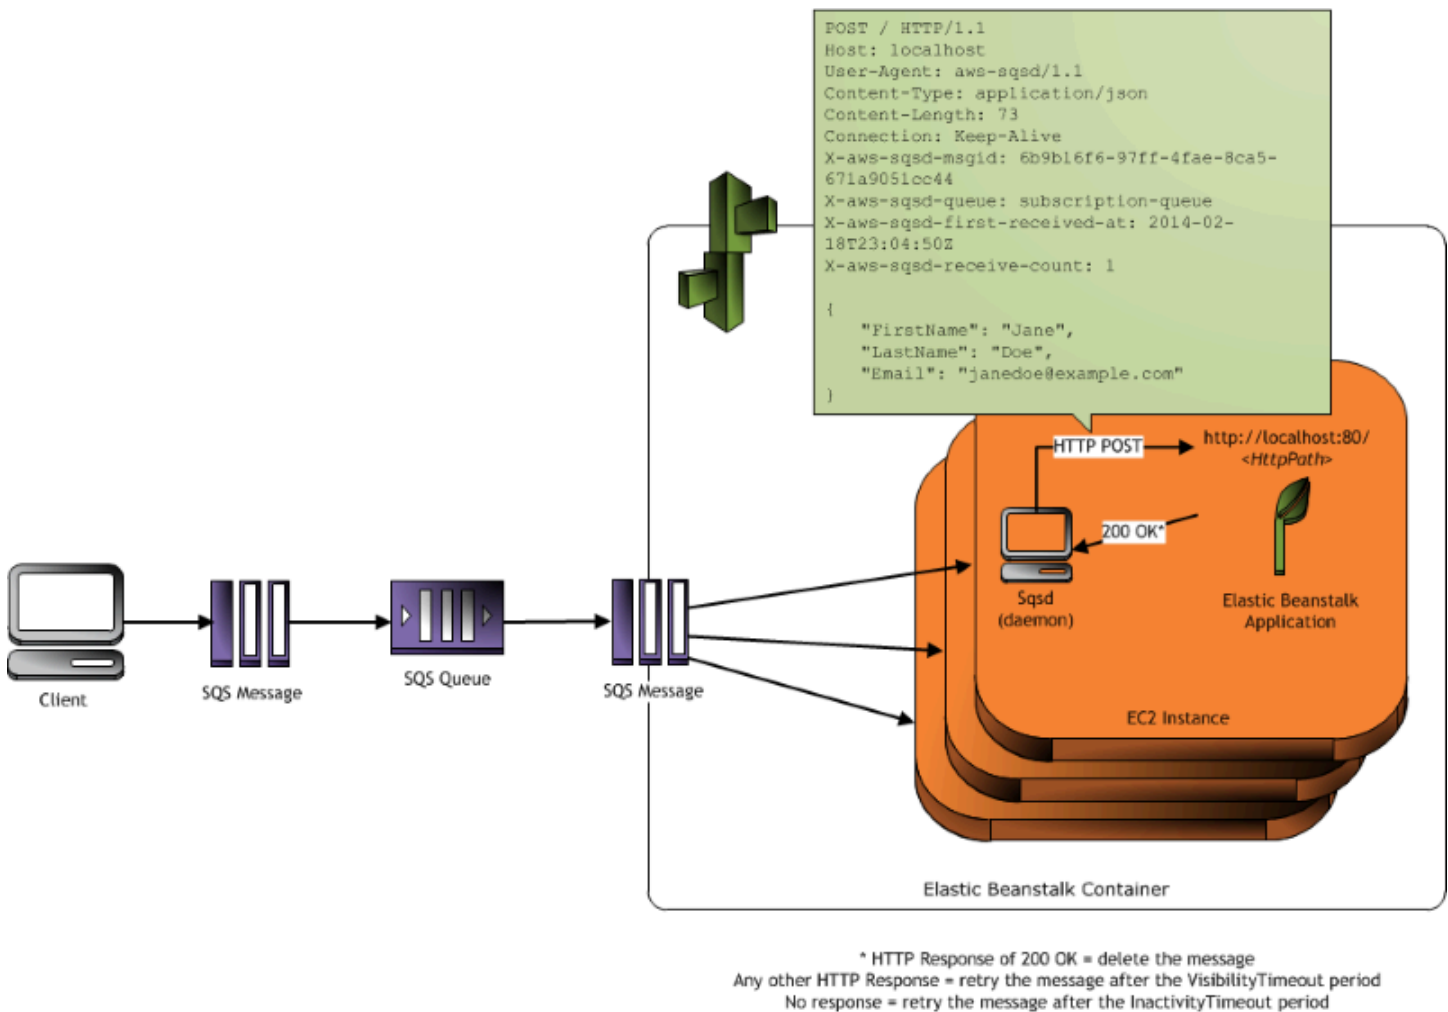 POST / HTTP/1.1
Host: localhost
User-Agent: aws-sqsd/1.1
Content-Type: application/json
Content-Length: 73
Connection: Keep-Alive
X-aws-sqsd-msgid: 6b9b16f6-97ff-4fae-8ca5-
671a9051cc44
X-aws-sqsd-queue: subscription-queue
X-aws-sqsd-first-received-at: 2014-02-
18T23:04:50Z
X-aws-sqsd-receive-count: 1
{
"FirstName": "Jane",
"LastName": "Doe",
"Email": "janedoe@example.com"
}
HTTP POST
http://localhost:80/
<HttpPath>
200 OK*
Sqsd
(daemon)
Elastic Beanstalk
Application
EC2 Instance
Client
SQS Message
SQS Queue
SQS Message
Elastic Beanstalk Container
* HTTP Response of 200 OK = delete the message
Any other HTTP Response = retry the message after the VisibilityTimeout period
No response = retry the message after the InactivityTimeout period